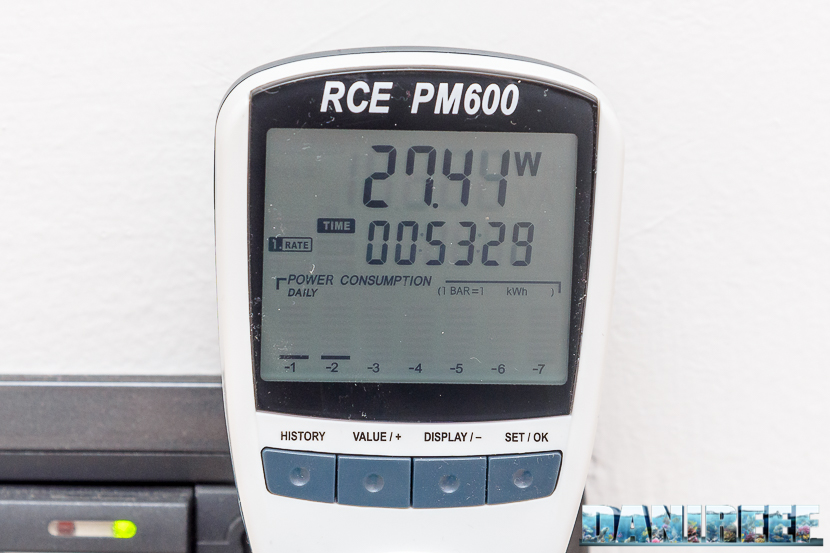 RCE PM600
27.41 W
TIME
1. RATE
005328
POWER CONSUMPTION
DAILY (1 BAR=1 kWh )
-1 -2 -3 -4 -5 -6 -7
HISTORY VALUE / + DISPLAY / – SET / OK
DANIREEF